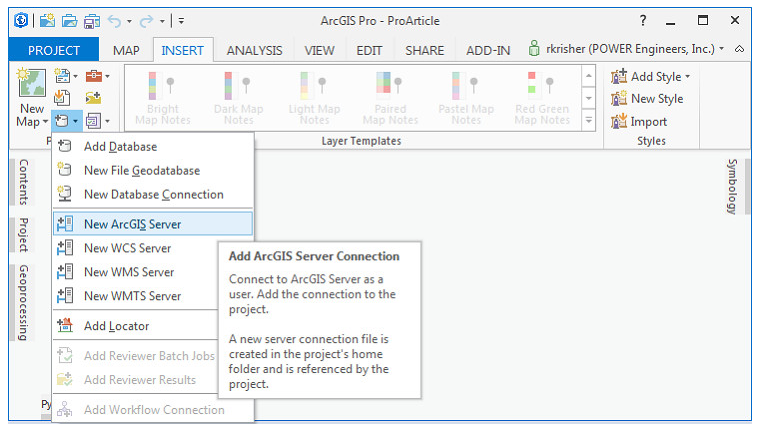 ArcGIS Pro - ProArticle
?
PROJECT MAP INSERT ANALYSIS VIEW EDIT SHARE ADD-IN rkrisher (POWER Engineers, Inc.)
New
Map
Bright
Map Notes
Dark Map
Notes
Light Map
Notes
Paired
Map Notes
Pastel Map
Notes
Red Green
Map Notes
Add Style
New Style
Import
P
Layer Templates
Styles
Contents
Project
Geoprocessing
Symbology
Add Database
New File Geodatabase
New Database Connection
New ArcGIS Server
New WCS Server
New WMS Server
New WMTS Server
Add Locator
Add Reviewer Batch Jobs
Add Reviewer Results
Add Workflow Connection
Add ArcGIS Server Connection
Connect to ArcGIS Server as a
user. Add the connection to the
project.
A new server connection file is
created in the project's home
folder and is referenced by the
project.
Py